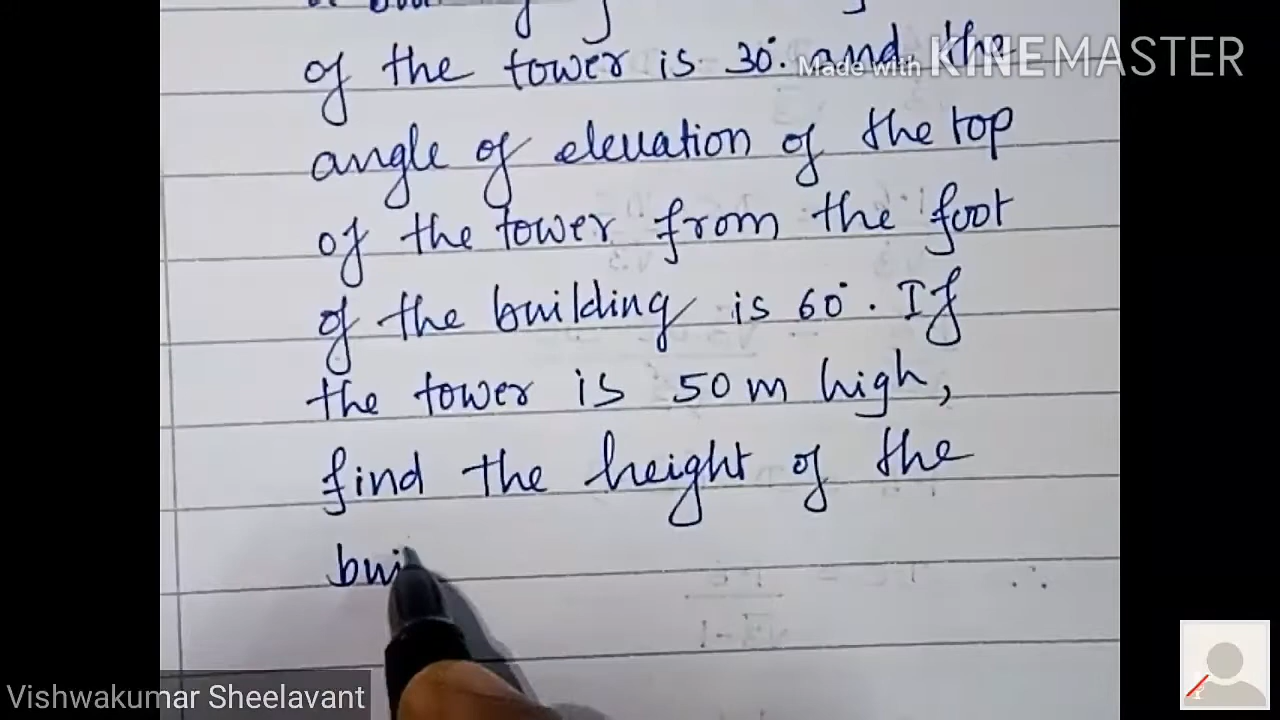 of the tower is 30°. and the
Made with KINEMASTER
angle of elevation of the top
of the tower from the foot
of the building is 60°. If
the tower is 50 m high,
find the height of the
bui
Vishwakumar Sheelavant